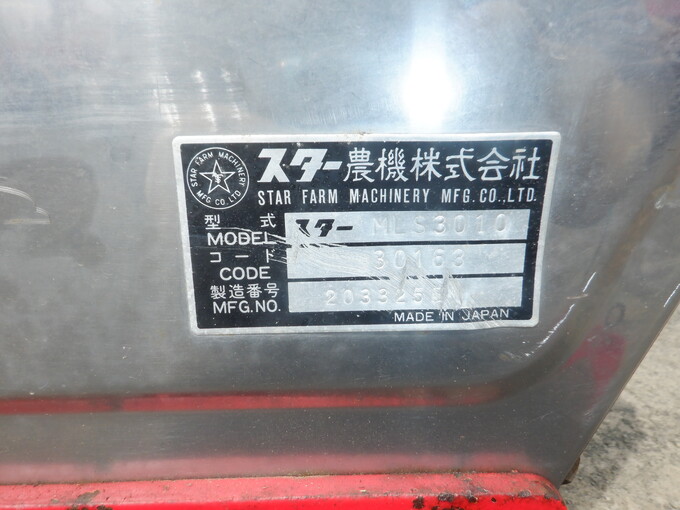 STAR FARM MACHINERY MFG CO.,LTD.
スター農機株式会社
STAR FARM MACHINERY MFG.CO.,LTD.
型式 スター MLS3010
MODEL
コード 30163
CODE
製造番号
MFG.NO.
MADE IN JAPAN